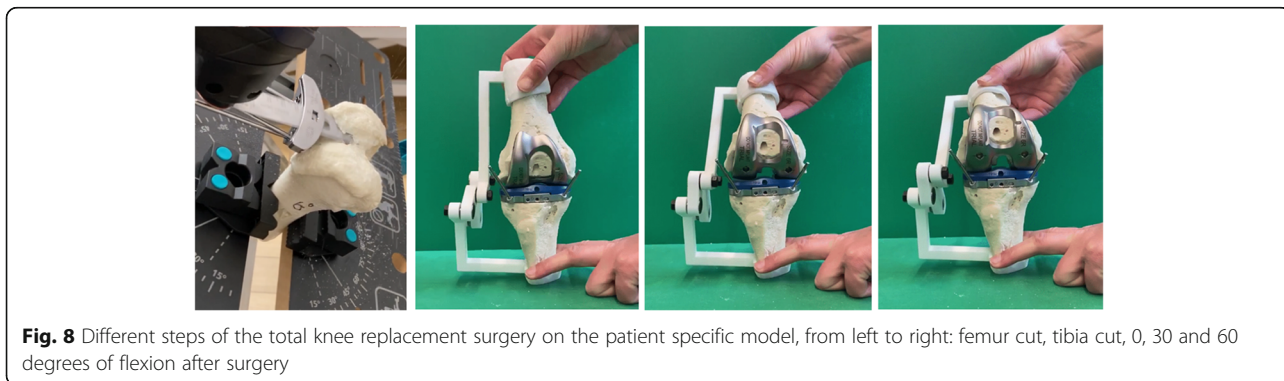 Fig. 8 Different steps of the total knee replacement surgery on the patient specific model, from left to right: femur cut, tibia cut, 0, 30 and 60
degrees of flexion after surgery